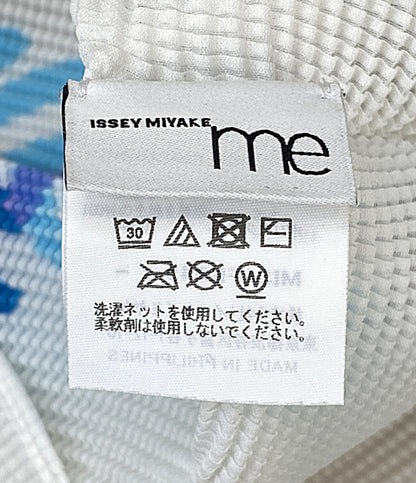 ISSEY MIYAKE me
30
W
洗濯ネットを使用してください。
柔軟剤は使用しないでください。
MADE IN PHILIPPINES